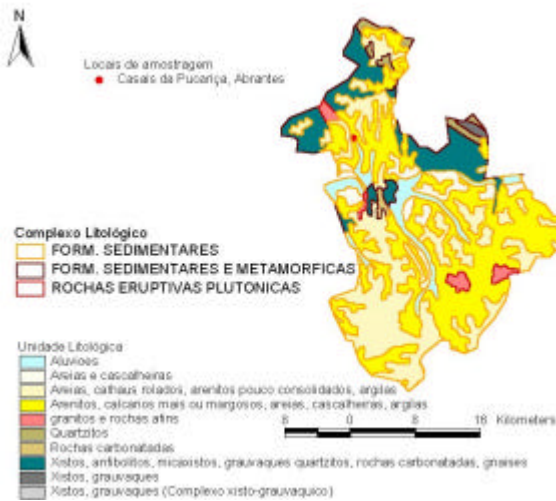 N
Locais de amostragem
Casais da Pucariça, Abrantes
Complexo Litológico
FORM. SEDIMENTARES
FORM. SEDIMENTARES E METAMORFICAS
ROCHAS ERUPTIVAS PLUTONICAS
Unidade Litológica
Aluvioes
Areias e cascalheiras
Areias, calhaus rolados, arenitos pouco consolidados, argilas
Arenitos, calcarios mais ou margosos, areias, cascalheiras, argilas
granitos e rochas afins
Quartzitos
Rochas carbonatadas
Xistos, anfibolitos, micaxistos, grauvaques quartzitos, rochas carbonatadas, gnaises
Xistos, grauvaques
Xistos, grauvaques (Complexo xisto-grauvaquico)
8 0 8 16 Kilometers